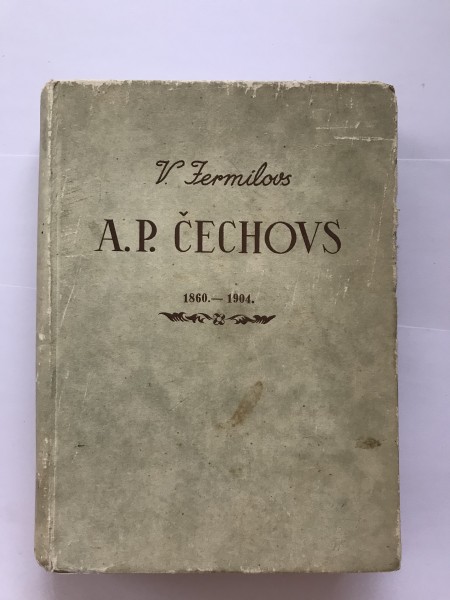 V. Jermilovs
A. P. ČECHOVS
1860. — 1904.